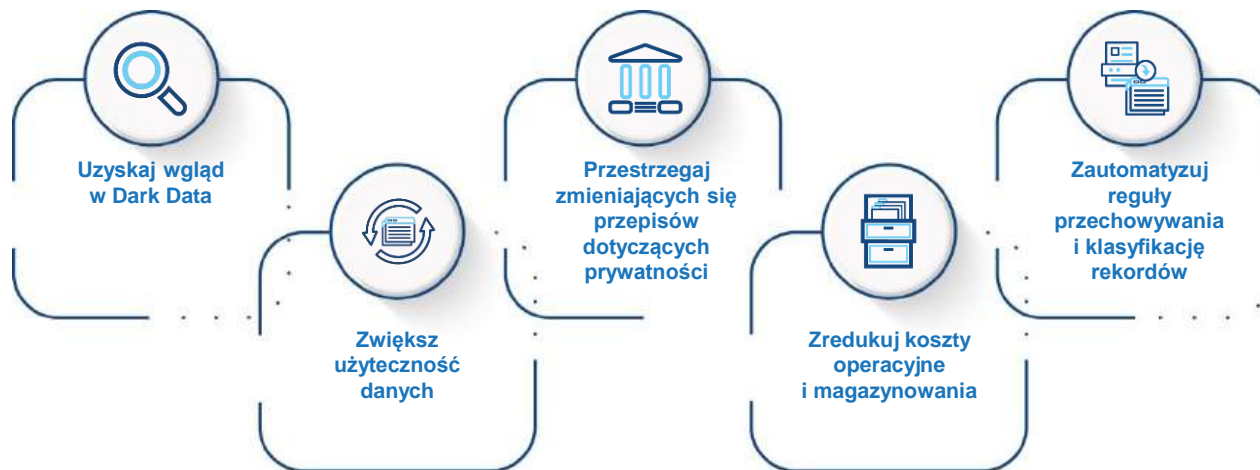 Uzyskaj wgląd
w Dark Data
Zwiększ
użyteczność
danych
Przestrzegaj
zmieniających się
przepisów
dotyczących
prywatności
Zredukuj koszty
operacyjne
i magazynowania
Zautomatyzuj
reguły
przechowywania
i klasyfikację
rekordów